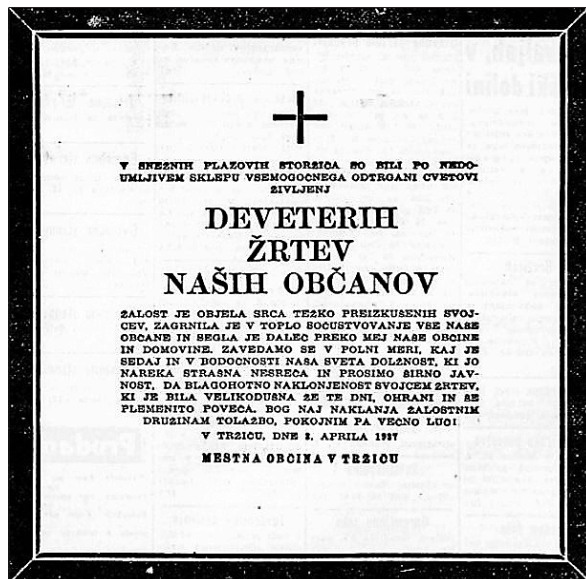 V SNEŽNIH PLAZOVIH STORŽIČA SO BILI PO NEDO-
UMLJIVEM SKLEPU VSEMOGOČNEGA ODTRGANI CVETOVI
ŽIVLJENJ
DEVETERIH
ŽRTEV
NAŠIH OBČANOV
ŽALOST JE OBJELA SRCA TEŽKO PREIZKUŠENIH SVOJ-
CEV, ZAGRNILA JE V TOPLO SOČUSTVOVANJE VSE NAŠE
OBČANE IN SEGLA JE DALEČ PREKO MEJ NAŠE OBČINE
IN DOMOVINE. ZAVEDAMO SE V POLNI MERI, KAJ JE
SEDAJ IN V BODOČNOSTI NAŠA SVETA DOLŽNOST, KI JO
NAREKA STRAŠNA NESREČA IN PROSIMO ŠIRNO JAV-
NOST, DA BLAGOHOTNO NAKLONJENOST SVOJCEM ŽRTEV,
KI JE BILA VELIKODUŠNA ŽE TE DNI, OHRANI IN ŠE
PLEMENITO POVEČA. BOG NAJ NAKLANJA ŽALOSTNIM
DRUŽINAM TOLAŽBO, POKOJNIM PA VEČNO LUČ!
V TRŽIČU, DNE 2. APRILA 1937
MESTNA OBČINA V TRŽIČU